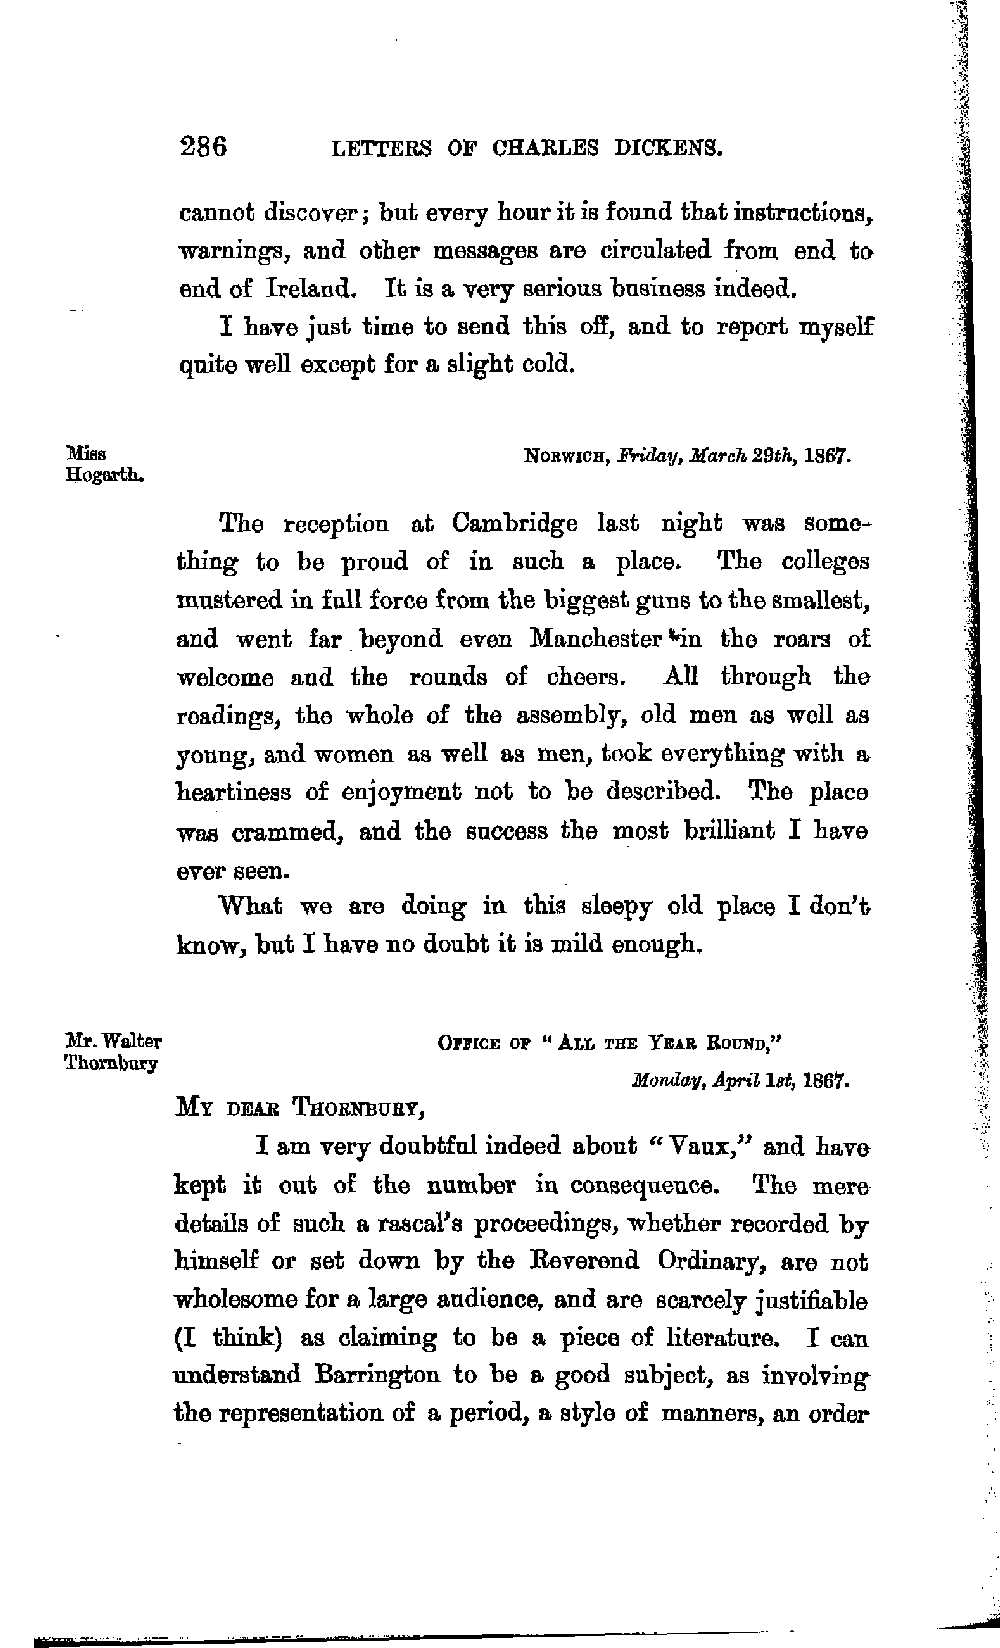 286 LETTERS OF CHARLES DICKENS.
cannot discover; but every hour it is found that instructions,
warnings, and other messages are circulated from end to
end of Ireland. It is a very serious business indeed.
I have just time to send this off, and to report myself
quite well except for a slight cold.
Miss
Hogarth.
NORWICH, Friday, March 29th, 1867.
The reception at Cambridge last night was some-
thing to be proud of in such a place. The colleges
mustered in full force from the biggest guns to the smallest,
and went far beyond even Manchester in the roars of
welcome and the rounds of cheers. All through the
readings, the whole of the assembly, old men as well as
young, and women as well as men, took everything with a
heartiness of enjoyment not to be described. The place
was crammed, and the success the most brilliant I have
ever seen.
What we are doing in this sleepy old place I don't
know, but I have no doubt it is mild enough.
Mr. Walter
Thornbury
OFFICE OF "ALL THE YEAR ROUND,"
Monday, April 1st, 1867.
MY DEAR THORNBURY,
I am very doubtful indeed about "Vaux," and have
kept it out of the number in consequence. The mere
details of such a rascal's proceedings, whether recorded by
himself or set down by the Reverend Ordinary, are not
wholesome for a large audience, and are scarcely justifiable
(I think) as claiming to be a piece of literature. I can
understand Barrington to be a good subject, as involving
the representation of a period, a style of manners, an order